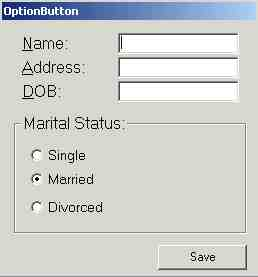 OptionButton
Name:
Address:
DOB:
Marital Status:
Single
Married
Divorced
Save